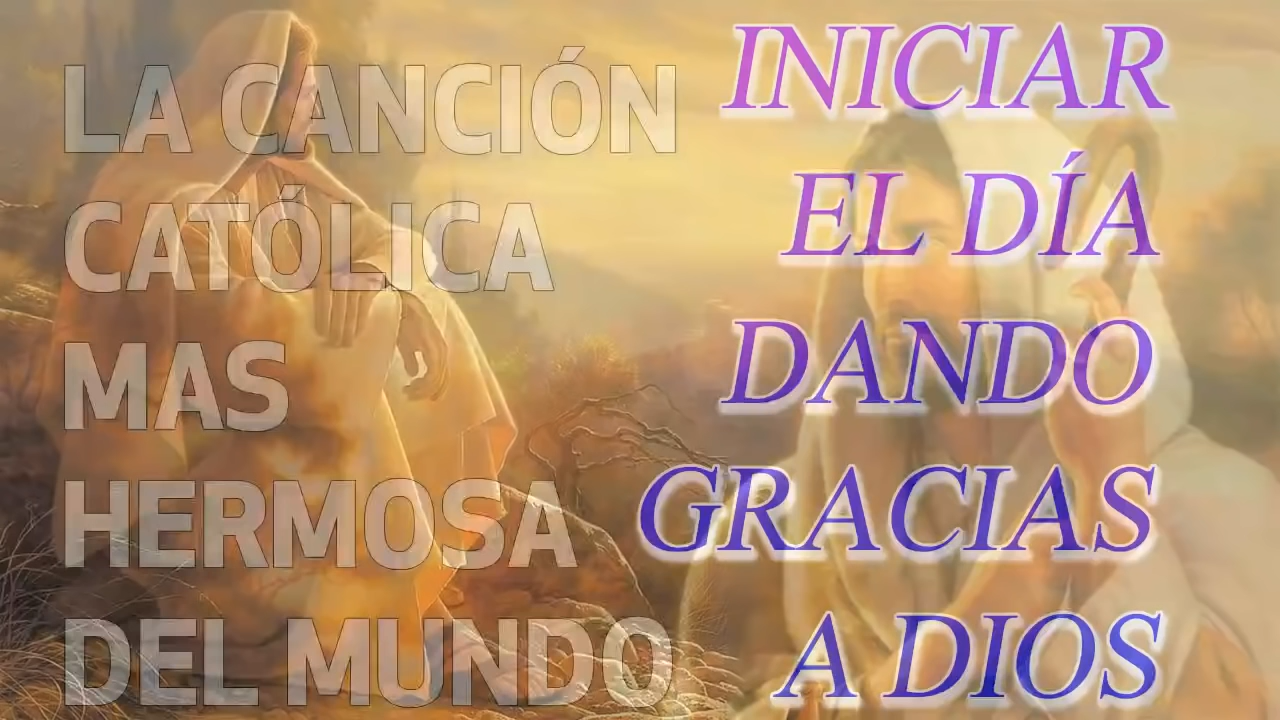 LA CANCIÓN
CATÓLICA
MAS
HERMOSA
DEL MUNDO
INICIAR
EL DÍA
DANDO
GRACIAS
A DIOS